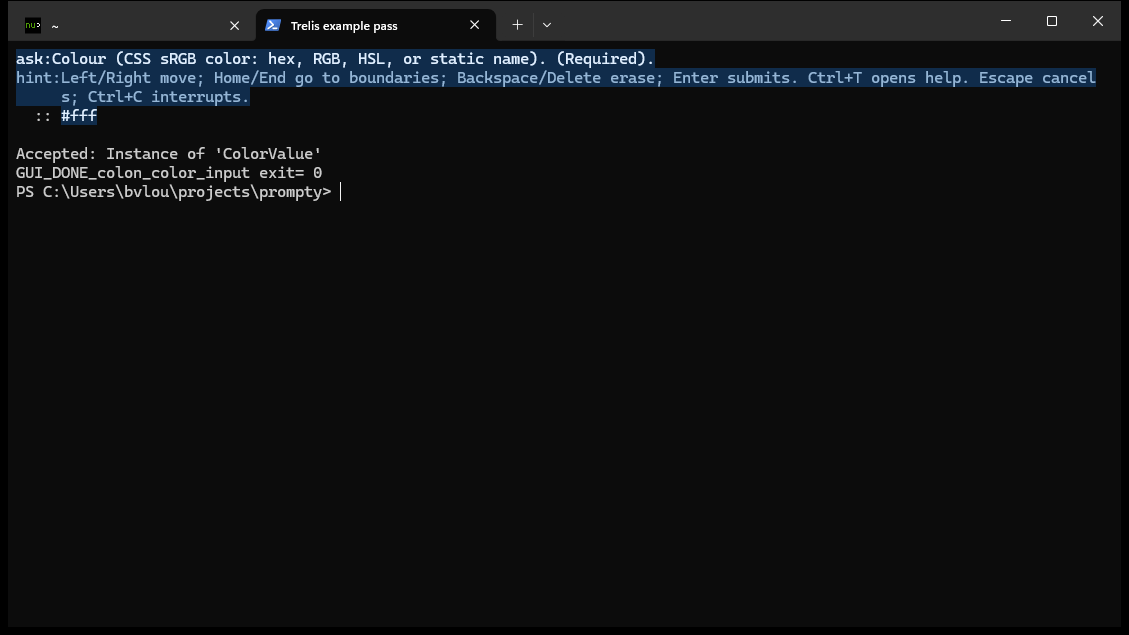 nu> ~
Trelis example pass
ask:Colour (CSS sRGB color: hex, RGB, HSL, or static name). (Required).
hint:Left/Right move; Home/End go to boundaries; Backspace/Delete erase; Enter submits. Ctrl+T opens help. Escape cancel
s; Ctrl+C interrupts.
:: #fff
Accepted: Instance of 'ColorValue'
GUI_DONE_colon_color_input exit= 0
PS C:\Users\bvlou\projects\prompty>